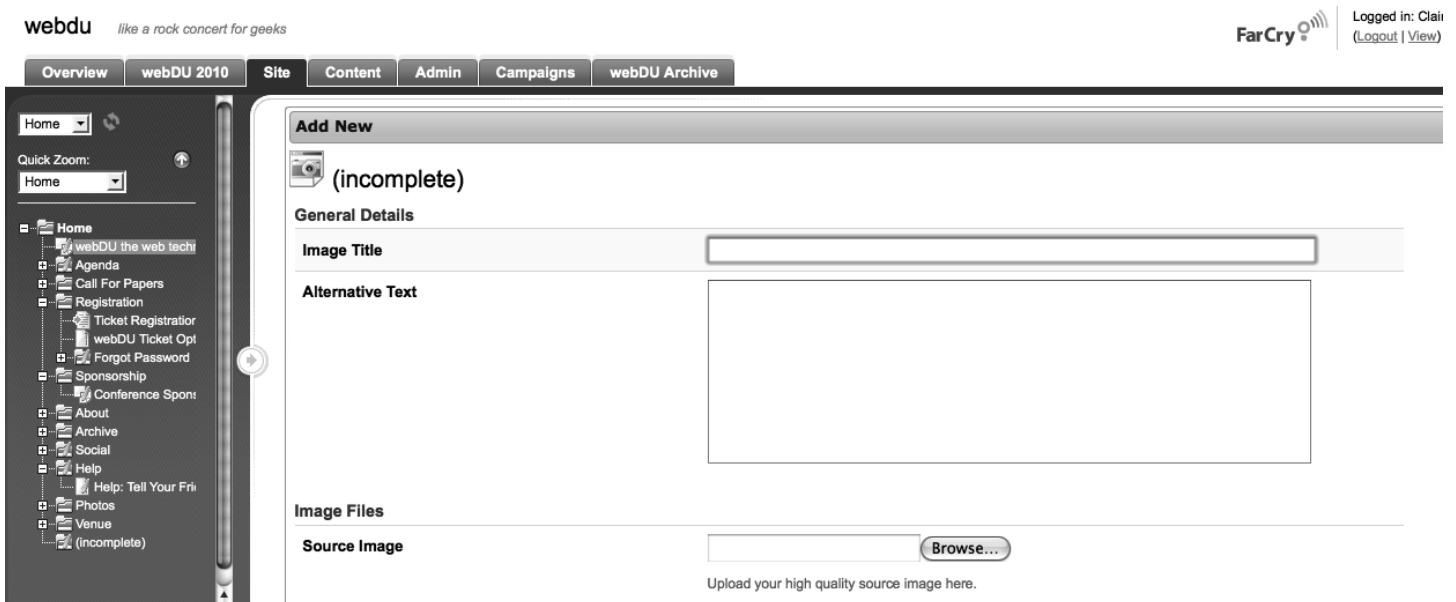 webdu like a rock concert for geeks
FarCry
Logged in: Clai
(Logout | View)
Overview webDU 2010 Site Content Admin Campaigns webDU Archive
Home
Quick Zoom:
Home
Home
webDU the web techn
Agenda
Call For Papers
Registration
Ticket Registration
webDU Ticket Opt
Forgot Password
Sponsorship
Conference Spons
About
Archive
Social
Help
Help: Tell Your Frie
Photos
Venue
(incomplete)
Add New
(incomplete)
General Details
Image Title
Alternative Text
Image Files
Source Image Browse...
Upload your high quality source image here.